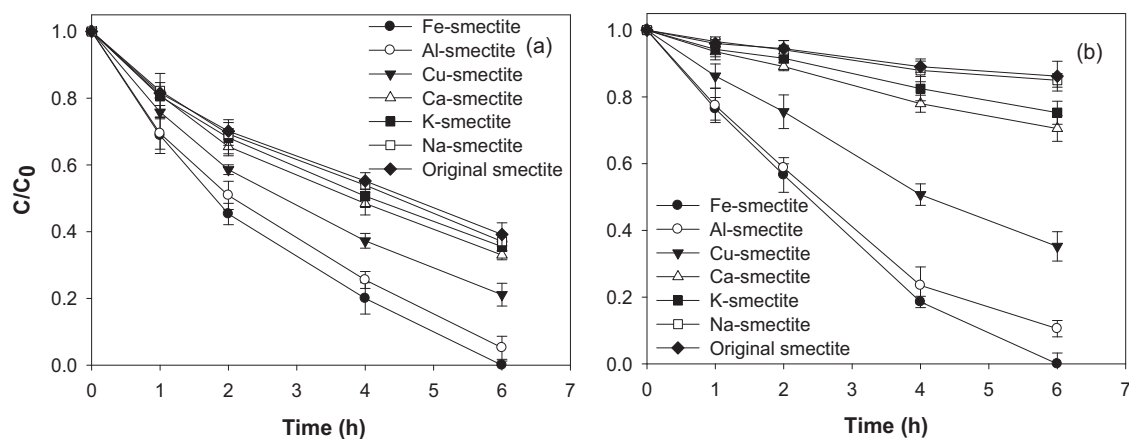 C/C0
1.0
0.8
0.6
0.4
0.2
0.0
0 1 2 3 4 5 6 7
Time (h)
(a)
Fe-smectite
Al-smectite
Cu-smectite
Ca-smectite
K-smectite
Na-smectite
Original smectite
1.0
0.8
0.6
0.4
0.2
0.0
0 1 2 3 4 5 6 7
Time (h)
(b)
Fe-smectite
Al-smectite
Cu-smectite
Ca-smectite
K-smectite
Na-smectite
Original smectite